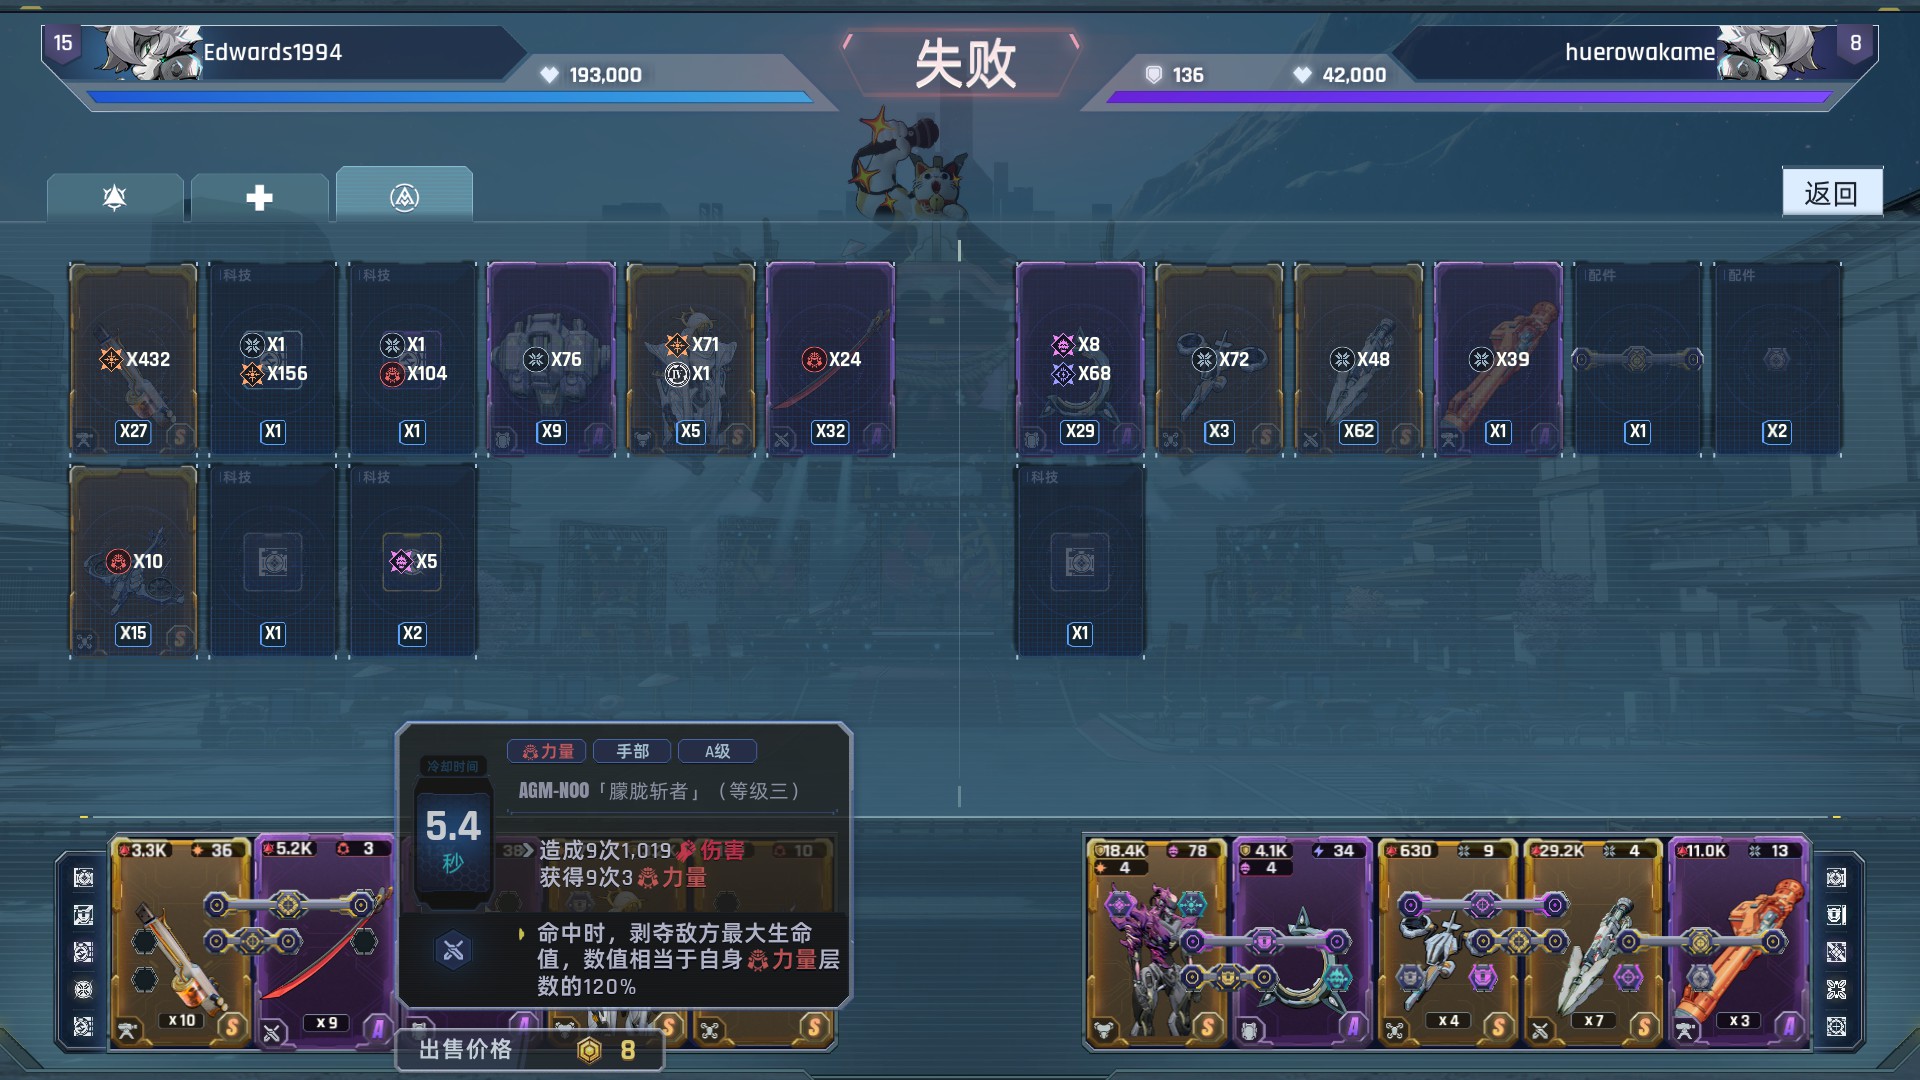 15
Edwards1994
193,000
失败
136
42,000
huerowakame
8
返回
X432
X27
科技
X1
X156
X1
科技
X1
X104
X1
X76
X9
X71
X1
X5
X24
X32
X8
X68
X29
X72
X3
X48
X62
X39
X1
配件
X1
配件
X2
X10
X15
科技
X1
科技
X5
X2
科技
X1
冷却时间
5.4
秒
力量
手部
A级
AGM-N00「朦胧斩者」（等级三）
造成9次1,019伤害
获得9次3力量
命中时，剥夺敌方最大生命
值，数值相当于自身力量层
数的120%
出售价格
8
3.3K
36
x10
S
5.2K
3
x9
A
38
10
A
S
S
18.4K
78
4
S
4.1K
34
4
A
630
9
x4
S
29.2K
4
x7
S
11.0K
13
x3
A